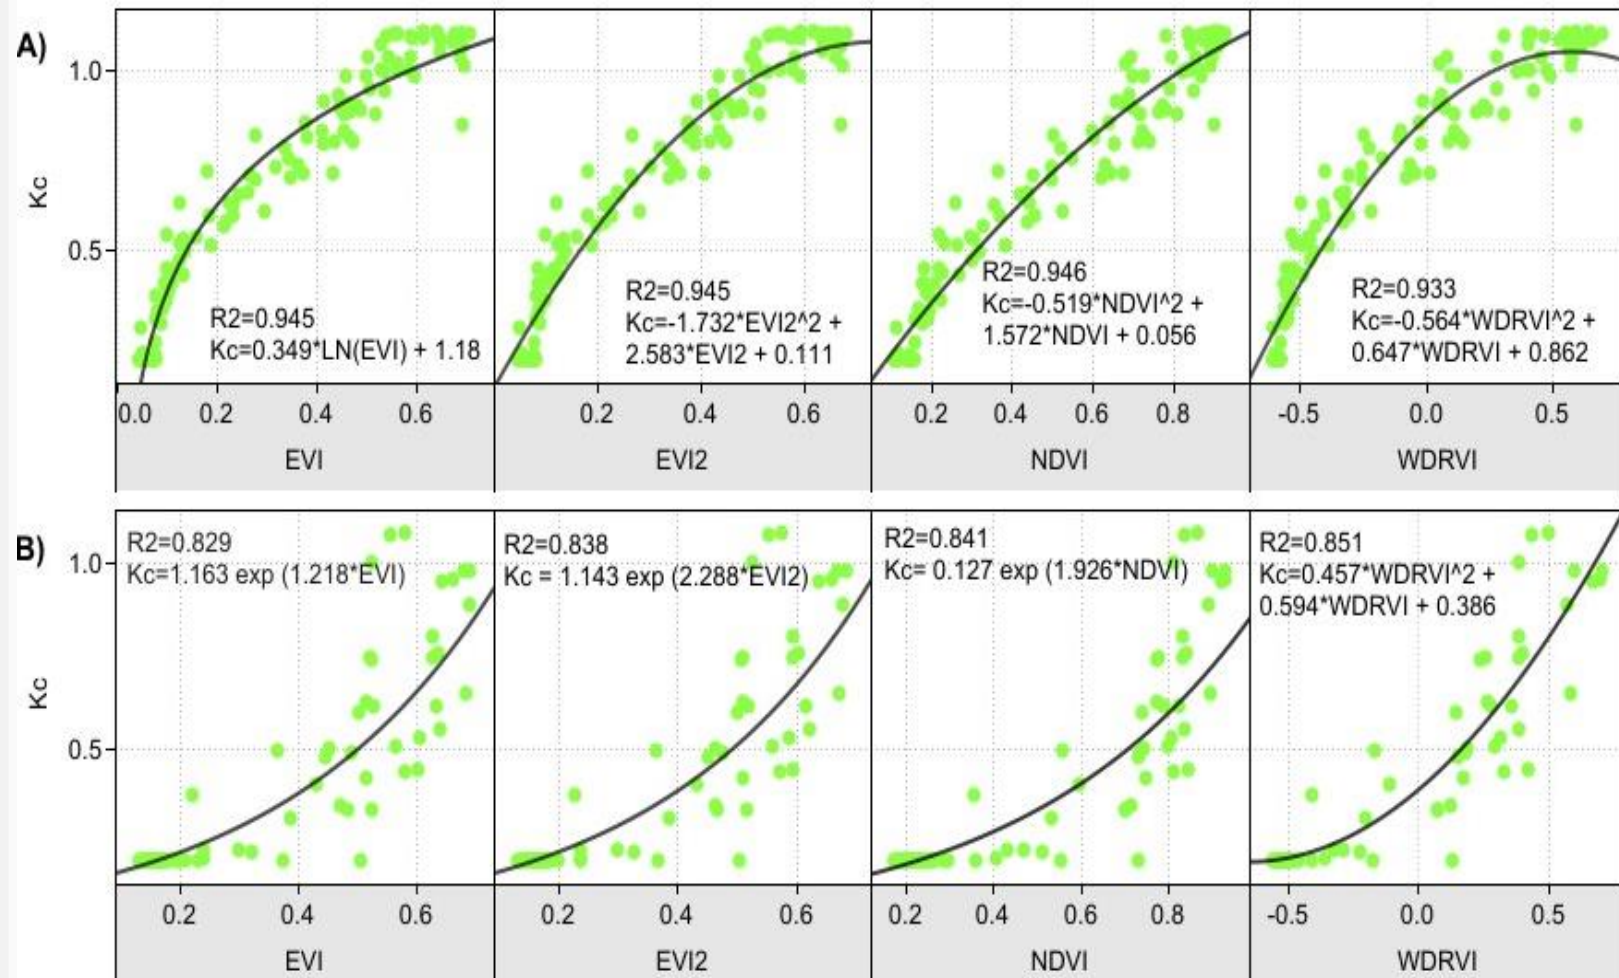 A)
Kc
1.0
0.5
R2=0.945
Kc=0.349*LN(EVI) + 1.18
R2=0.945
Kc=-1.732*EVI2^2 +
2.583*EVI2 + 0.111
R2=0.946
Kc=-0.519*NDVI^2 +
1.572*NDVI + 0.056
R2=0.933
Kc=-0.564*WDRVI^2 +
0.647*WDRVI + 0.862
0.0 0.2 0.4 0.6
0.2 0.4 0.6
0.2 0.4 0.6 0.8
-0.5 0.0 0.5
EVI
EVI2
NDVI
WDRVI
B)
Kc
1.0
0.5
R2=0.829
Kc=1.163 exp (1.218*EVI)
R2=0.838
Kc = 1.143 exp (2.288*EVI2)
R2=0.841
Kc= 0.127 exp (1.926*NDVI)
R2=0.851
Kc=0.457*WDRVI^2 +
0.594*WDRVI + 0.386
0.2 0.4 0.6
0.2 0.4 0.6
0.2 0.4 0.6 0.8
-0.5 0.0 0.5
EVI
EVI2
NDVI
WDRVI